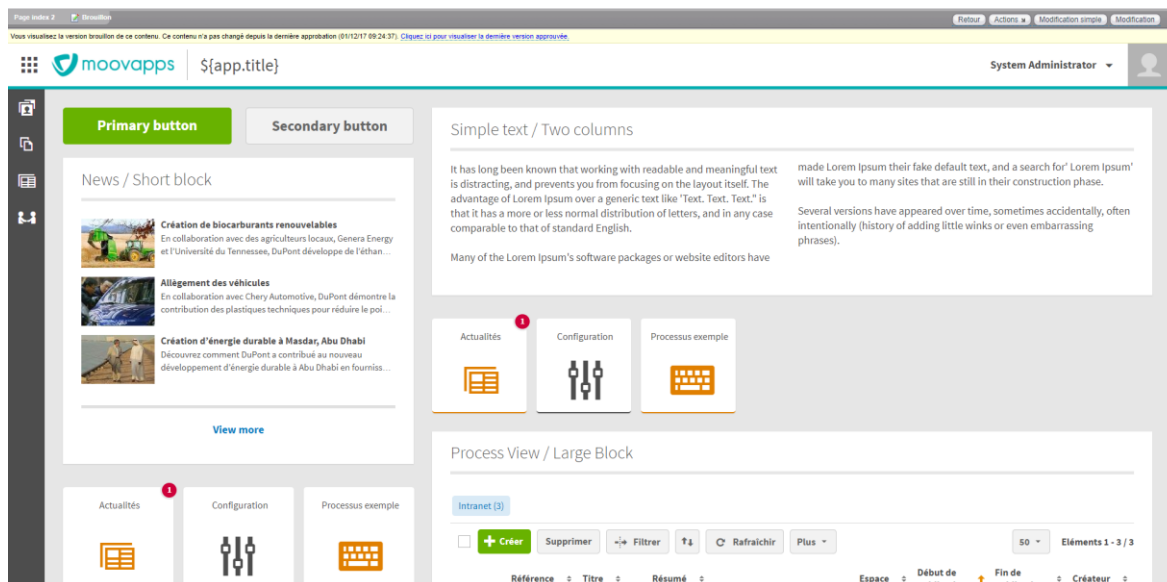 Page index 2 Brouillon
Retour Actions Modification simple Modification
Vous visualisez la version brouillon de ce contenu. Ce contenu n'a pas changé depuis la dernière approbation (01/12/17 09:24:37). Cliquez ici pour visualiser la dernière version approuvée.
moovapps ${app.title}
System Administrator
Primary button
Secondary button
News / Short block
Création de biocarburants renouvelables
En collaboration avec des agriculteurs locaux, Genera Energy
et l'Université du Tennessee, DuPont développe de l'éthan...
Allègement des véhicules
En collaboration avec Chery Automotive, DuPont démontre la
contribution des plastiques techniques pour réduire le poi...
Création d'énergie durable à Masdar, Abu Dhabi
Découvrez comment DuPont a contribué au nouveau
développement d'énergie durable à Abu Dhabi en fourniss...
View more
Actualités
1
Configuration
Processus exemple
Simple text / Two columns
It has long been known that working with readable and meaningful text
is distracting, and prevents you from focusing on the layout itself. The
advantage of Lorem Ipsum over a generic text like 'Text. Text. Text." is
that it has a more or less normal distribution of letters, and in any case
comparable to that of standard English.
Many of the Lorem Ipsum's software packages or website editors have
made Lorem Ipsum their fake default text, and a search for' Lorem Ipsum'
will take you to many sites that are still in their construction phase.
Several versions have appeared over time, sometimes accidentally, often
intentionally (history of adding little winks or even embarrassing
phrases).
Actualités
1
Configuration
Processus exemple
Process View / Large Block
Intranet (3)
Créer Supprimer Filtrer Rafraîchir Plus 50 Eléments 1 - 3 / 3
Référence Titre Résumé Espace Début de Fin de Créateur